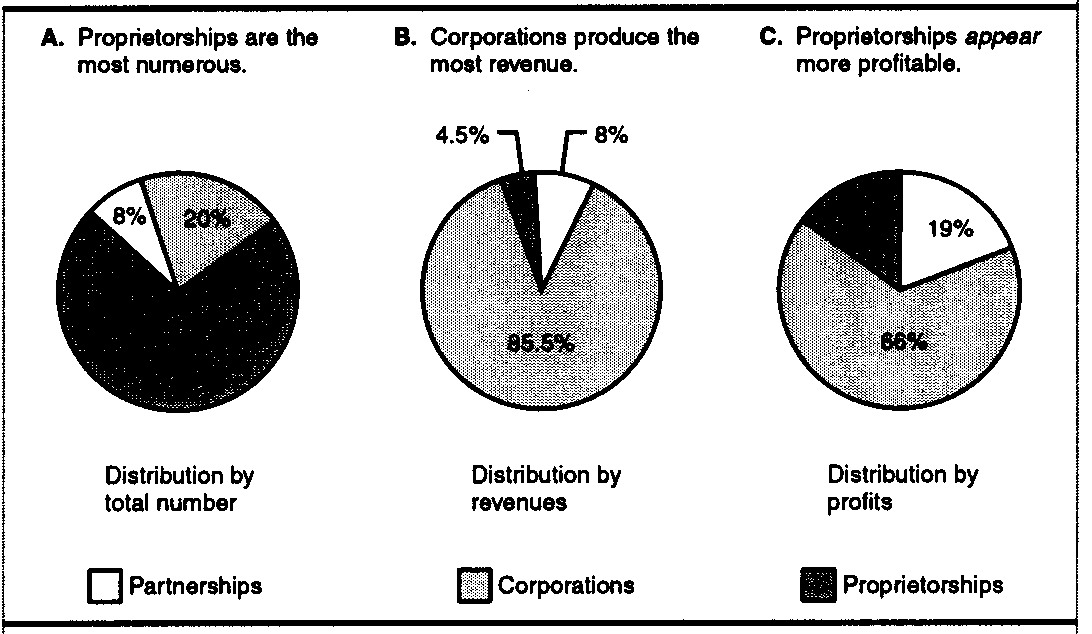 A. Proprietorships are the
most numerous.
B. Corporations produce the
most revenue.
C. Proprietorships appear
more profitable.
4.5%
8%
8%
20%
19%
85.5%
66%
Distribution by
total number
Distribution by
revenues
Distribution by
profits
Partnerships
Corporations
Proprietorships